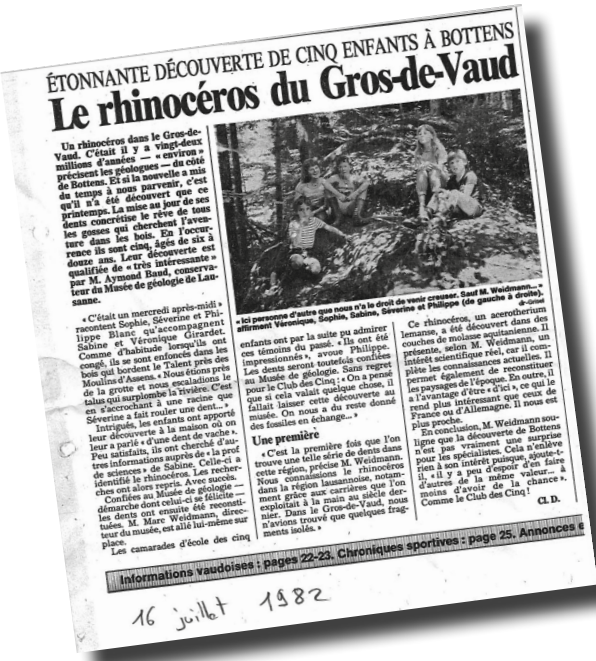 ÉTONNANTE DÉCOUVERTE DE CINQ ENFANTS À BOTTENS
Le rhinocéros du Gros-de-Vaud
Un rhinocéros dans le Gros-de-
Vaud. C'était il y a vingt-deux
millions d'années — « environ »
précisent les géologues — du côté
de Bottens. Et si la nouvelle a mis
du temps à nous parvenir, c'est
qu'il n'a été découvert que ce
printemps. La mise au jour de ses
dents concrétise le rêve de tous
les gosses qui cherchent l'aven-
ture dans les bois. En l'occur-
rence ils sont cinq, âgés de six à
douze ans. Leur découverte est
qualifiée de « très intéressante »
par M. Aymond Baud, conserva-
teur du Musée de géologie de Lau-
sanne.
« C'était un mercredi après-midi »
racontent Sophie, Séverine et Phi-
lippe Blanc qu'accompagnent
Sabine et Véronique Girardet.
Comme d'habitude lorsqu'ils ont
congé, ils se sont enfoncés dans les
bois qui bordent le Talent près des
Moulins d'Assens. « Nous étions près
de la grotte et nous escaladions le
talus qui surplombe la rivière. C'est
en s'accrochant à une racine que
Séverine a fait rouler une dent... »
Intrigués, les enfants ont apporté
leur découverte à la maison où on
leur a parlé « d'une dent de vache ».
Peu satisfaits, ils ont cherché d'au-
tres informations auprès de « la prof
de sciences » de Sabine. Celle-ci a
identifié le rhinocéros. Les recher-
ches ont alors repris. Avec succès.
Confiées au Musée de géologie —
démarche dont celui-ci se félicite —
les dents ont ensuite été reconsti-
tuées. M. Marc Weidmann, direc-
teur du musée, est allé lui-même sur
place.
Les camarades d'école des cinq
« Ici personne d'autre que nous n'a le droit de venir creuser. Sauf M. Weidmann... »
affirment Véronique, Sophie, Sabine, Séverine et Philippe (de gauche à droite).
enfants ont par la suite pu admirer
ces témoins du passé. « Ils ont été
impressionnés », avoue Philippe.
Les dents seront toutefois confiées
au Musée de géologie. Sans regret
pour le Club des Cinq : « On a pensé
que si cela valait quelque chose, il
fallait laisser cette découverte au
musée. On nous a du reste donné
des fossiles en échange... »
Une première
« C'est la première fois que l'on
trouve une telle série de dents dans
cette région, précise M. Weidmann.
Nous connaissions le rhinocéros
dans la région lausannoise, notam-
ment grâce aux carrières que l'on
exploitait à la main au siècle der-
nier. Dans le Gros-de-Vaud, nous
n'avions trouvé que quelques frag-
ments isolés. »
Ce rhinocéros, un acerotherium
lemanse, a été découvert dans des
couches de molasse aquitanienne. Il
présente, selon M. Weidmann, un
intérêt scientifique réel, car il com-
plète les connaissances actuelles. Il
permet également de reconstituer
les paysages de l'époque. En outre, il
a l'avantage d'être « d'ici », ce qui le
rend plus intéressant que ceux de
France ou d'Allemagne. Il nous est
plus proche.
En conclusion, M. Weidmann sou-
ligne que la découverte de Bottens
n'est pas vraiment une surprise
pour les spécialistes. Cela n'enlève
rien à son intérêt puisque, ajoute-t-
il, « il y a peu d'espoir d'en faire
d'autres de la même valeur... à
moins d'avoir de la chance ».
Comme le Club des Cinq !
CL D.
Informations vaudoises : pages 22-23. Chroniques sportives : page 25. Annonces
16 juillet 1982